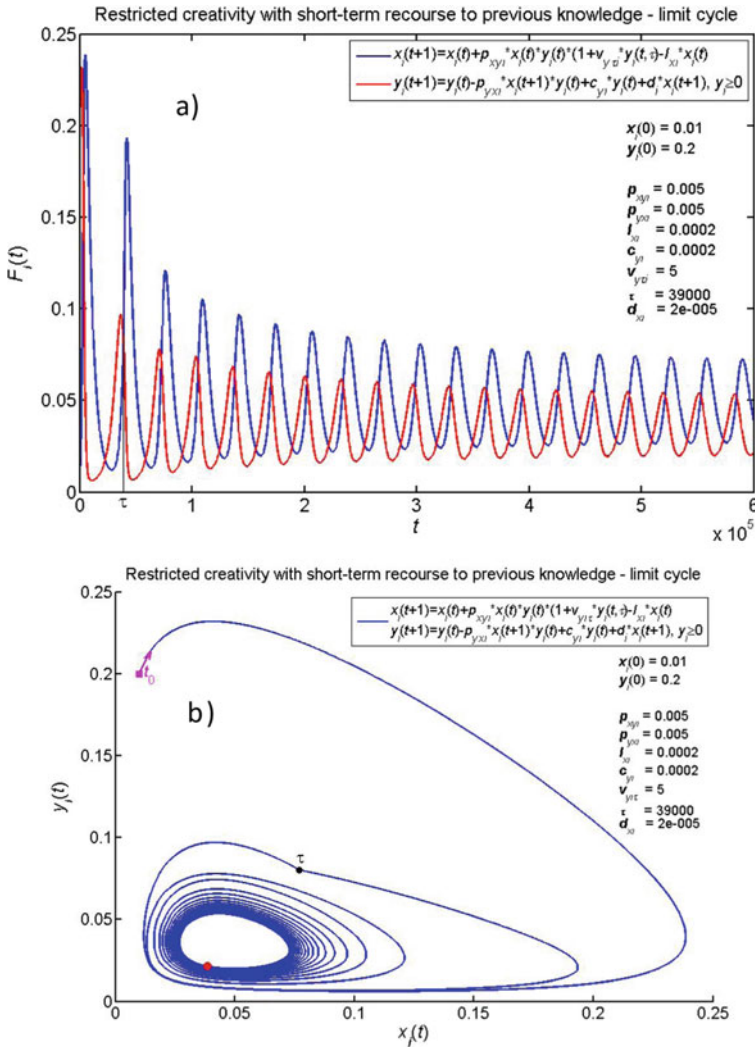 Restricted creativity with short-term recourse to previous knowledge - limit cycle
x_i(t+1)=x_i(t)+p_xyi*x_i(t)*y_i(t)*(1+v_yτi*y_i(t,τ)-l_xi*x_i(t)
y_i(t+1)=y_i(t)-p_yxi*x_i(t+1)*y_i(t)+c_yi*y_i(t)+d_i*x_i(t+1), y_i≥0
a)
x_i(0) = 0.01
y_i(0) = 0.2
p_xyi = 0.005
p_yxi = 0.005
l_xi = 0.0002
c_yi = 0.0002
v_yτi = 5
τ = 39000
d_xi = 2e-005
F_i(t)
0.25
0.2
0.15
0.1
0.05
0
0 τ 1 2 3 4 5 6
t
x 10^5
Restricted creativity with short-term recourse to previous knowledge - limit cycle
x_i(t+1)=x_i(t)+p_xyi*x_i(t)*y_i(t)*(1+v_yiτ*y_i(t,τ)-l_xi*x_i(t)
y_i(t+1)=y_i(t)-p_yxi*x_i(t+1)*y_i(t)+c_yi*y_i(t)+d_i*x_i(t+1), y_i≥0
t_0
b)
x_i(0) = 0.01
y_i(0) = 0.2
p_xyi = 0.005
p_yxi = 0.005
l_xi = 0.0002
c_yi = 0.0002
v_yiτ = 5
τ = 39000
d_xi = 2e-005
τ
y_i(t)
0.25
0.2
0.15
0.1
0.05
0
0 0.05 0.1 0.15 0.2 0.25
x_i(t)